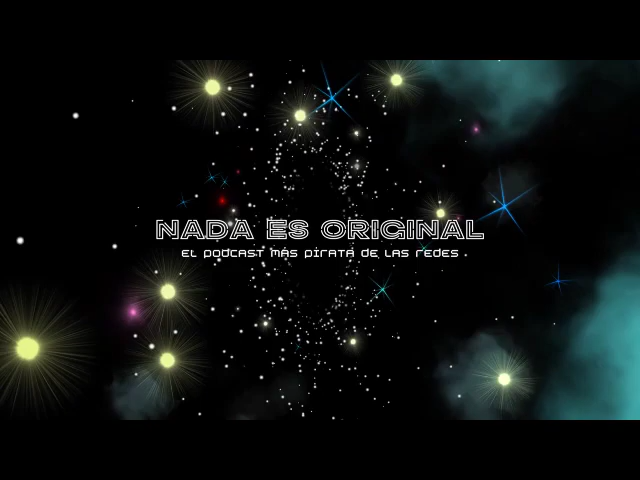 NADA ES ORIGINAL
EL PODCAST MÁS PIRATA DE LAS REDES